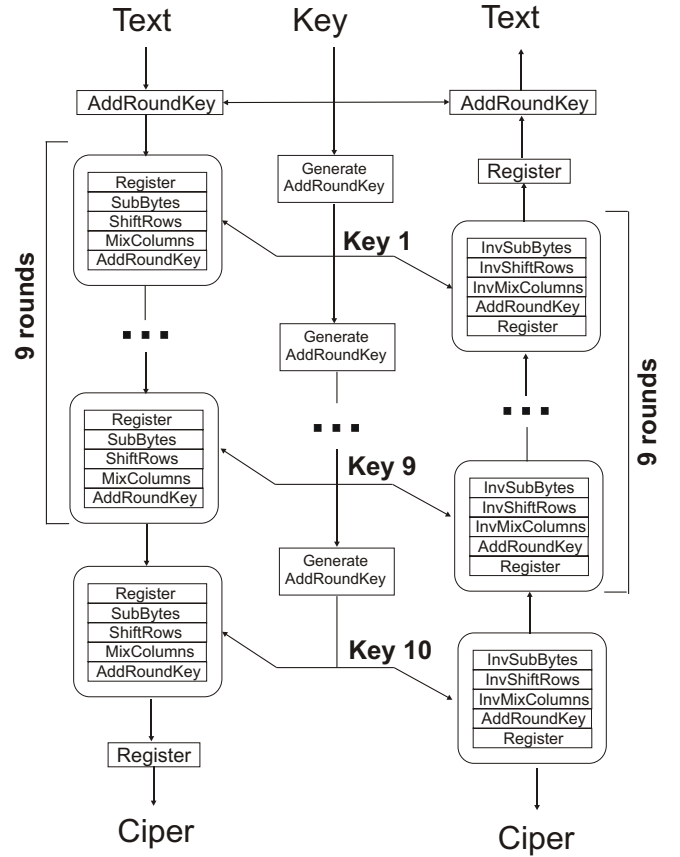 Text
Key
Text
AddRoundKey
AddRoundKey
Generate
AddRoundKey
Register
9 rounds
Register
SubBytes
ShiftRows
MixColumns
AddRoundKey
Key 1
InvSubBytes
InvShiftRows
InvMixColumns
AddRoundKey
Register
9 rounds
Generate
AddRoundKey
Register
SubBytes
ShiftRows
MixColumns
AddRoundKey
Key 9
InvSubBytes
InvShiftRows
InvMixColumns
AddRoundKey
Register
Generate
AddRoundKey
Register
SubBytes
ShiftRows
MixColumns
AddRoundKey
Key 10
InvSubBytes
InvShiftRows
InvMixColumns
AddRoundKey
Register
Register
Ciper
Ciper